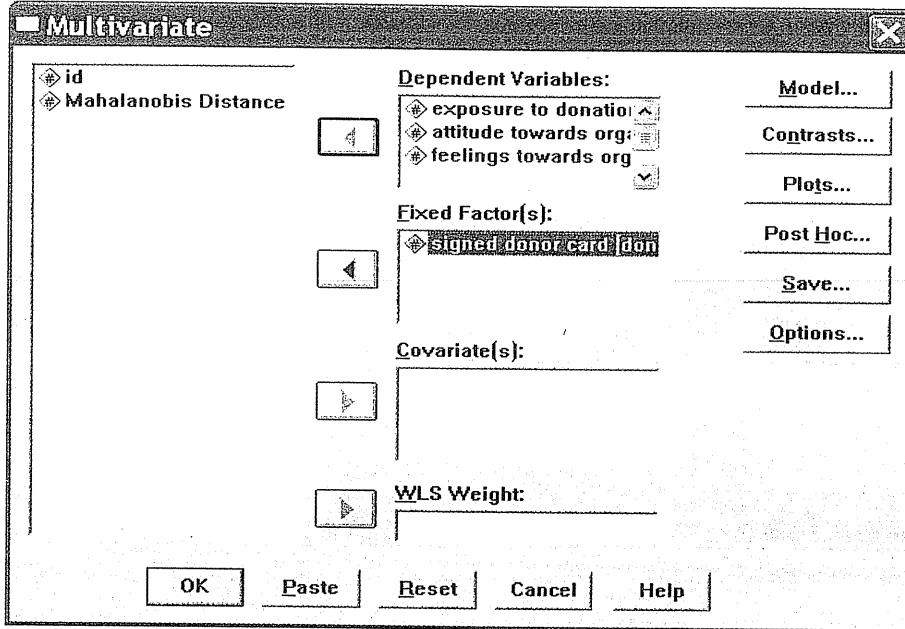 Multivariate
id
Mahalanobis Distance
Dependent Variables:
exposure to donation
attitude towards orga
feelings towards org
Fixed Factor(s):
signed donor card [don
Covariate(s):
WLS Weight:
Model...
Contrasts...
Plots...
Post Hoc...
Save...
Options...
OK
Paste
Reset
Cancel
Help